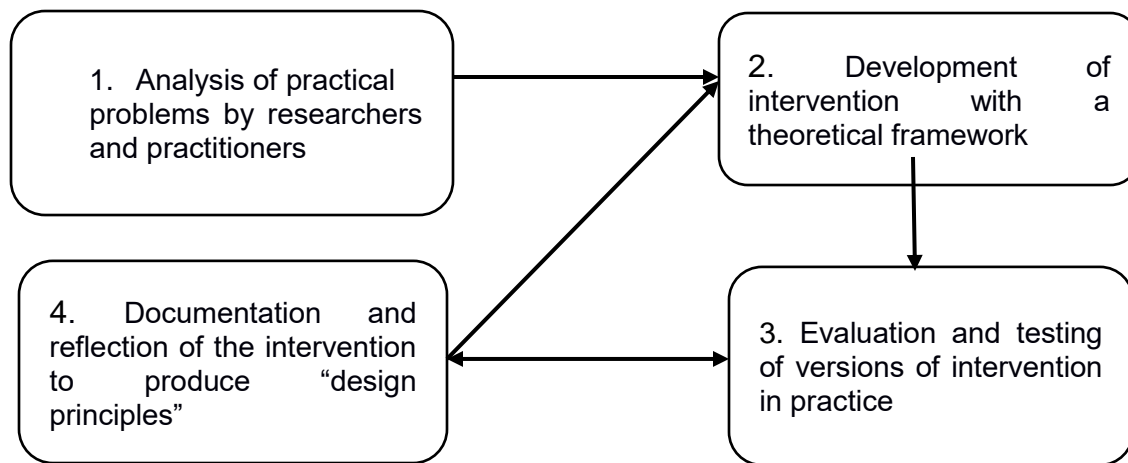 1. Analysis of practical
problems by researchers
and practitioners
2. Development of
intervention with a
theoretical framework
3. Evaluation and testing
of versions of intervention
in practice
4. Documentation and
reflection of the intervention
to produce “design
principles”